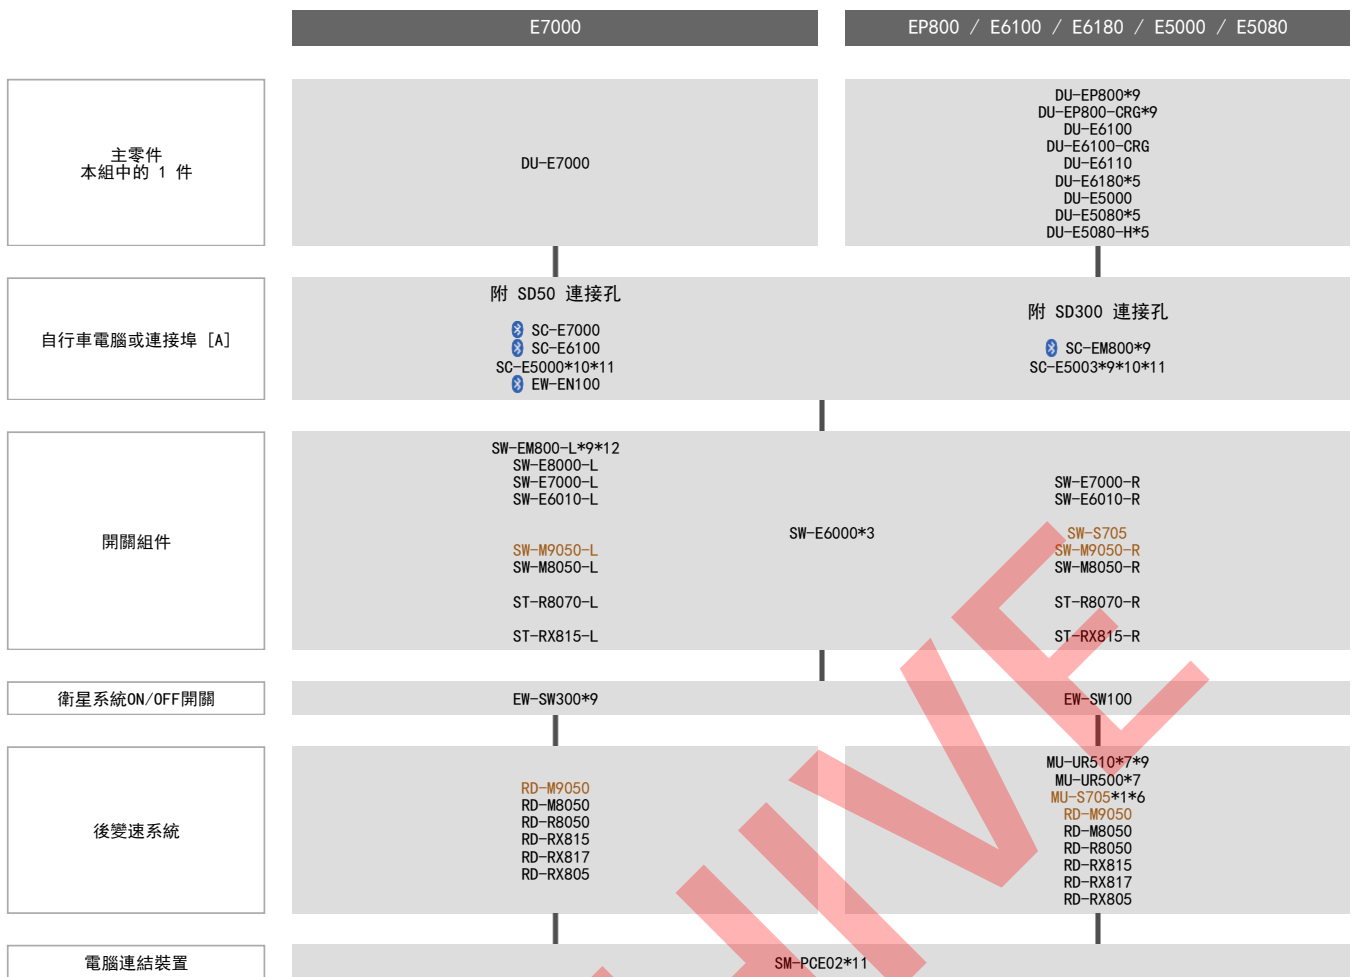 E7000
EP800 / E6100 / E6180 / E5000 / E5080
主零件
本組中的 1 件
DU-E7000
DU-EP800*9
DU-EP800-CRG*9
DU-E6100
DU-E6100-CRG
DU-E6110
DU-E6180*5
DU-E5000
DU-E5080*5
DU-E5080-H*5
自行車電腦或連接埠 [A]
附 SD50 連接孔
SC-E7000
SC-E6100
SC-E5000*10*11
EW-EN100
附 SD300 連接孔
SC-EM800*9
SC-E5003*9*10*11
開關組件
SW-EM800-L*9*12
SW-E8000-L
SW-E7000-L
SW-E6010-L
SW-M9050-L
SW-M8050-L
ST-R8070-L
ST-RX815-L
SW-E6000*3
SW-E7000-R
SW-E6010-R
SW-S705
SW-M9050-R
SW-M8050-R
ST-R8070-R
ST-RX815-R
衛星系統ON/OFF開關
EW-SW300*9
EW-SW100
後變速系統
RD-M9050
RD-M8050
RD-R8050
RD-RX815
RD-RX817
RD-RX805
MU-UR510*7*9
MU-UR500*7
MU-S705*1*6
RD-M9050
RD-M8050
RD-R8050
RD-RX815
RD-RX817
RD-RX805
電腦連結裝置
SM-PCE02*11